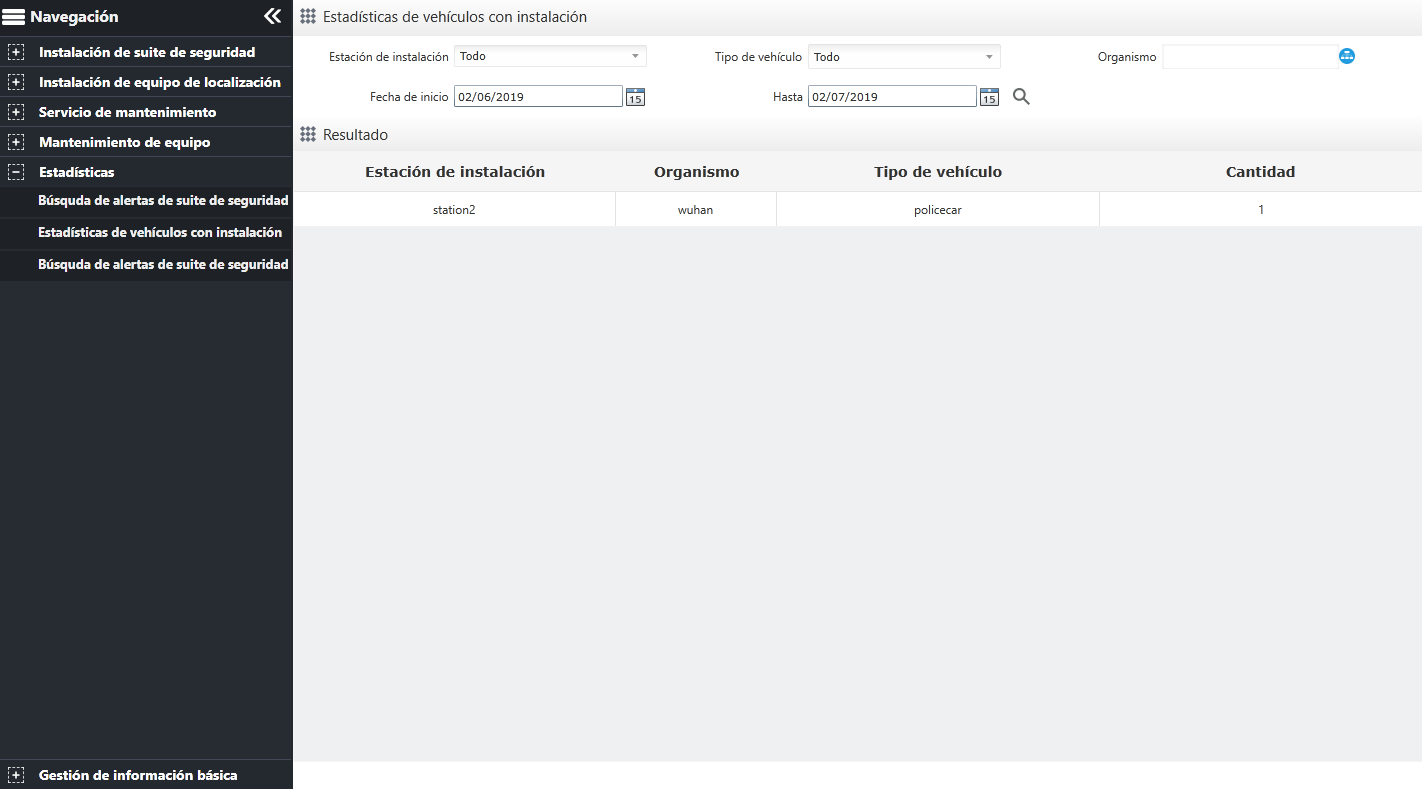 Navegación
Instalación de suite de seguridad
Instalación de equipo de localización
Servicio de mantenimiento
Mantenimiento de equipo
Estadísticas
Búsquda de alertas de suite de seguridad
Estadísticas de vehículos con instalación
Búsquda de alertas de suite de seguridad
Gestión de información básica
Estadísticas de vehículos con instalación
Estación de instalación Todo Tipo de vehículo Todo Organismo
Fecha de inicio 02/06/2019 15 Hasta 02/07/2019 15
Resultado
Estación de instalación Organismo Tipo de vehículo Cantidad
station2 wuhan policecar 1